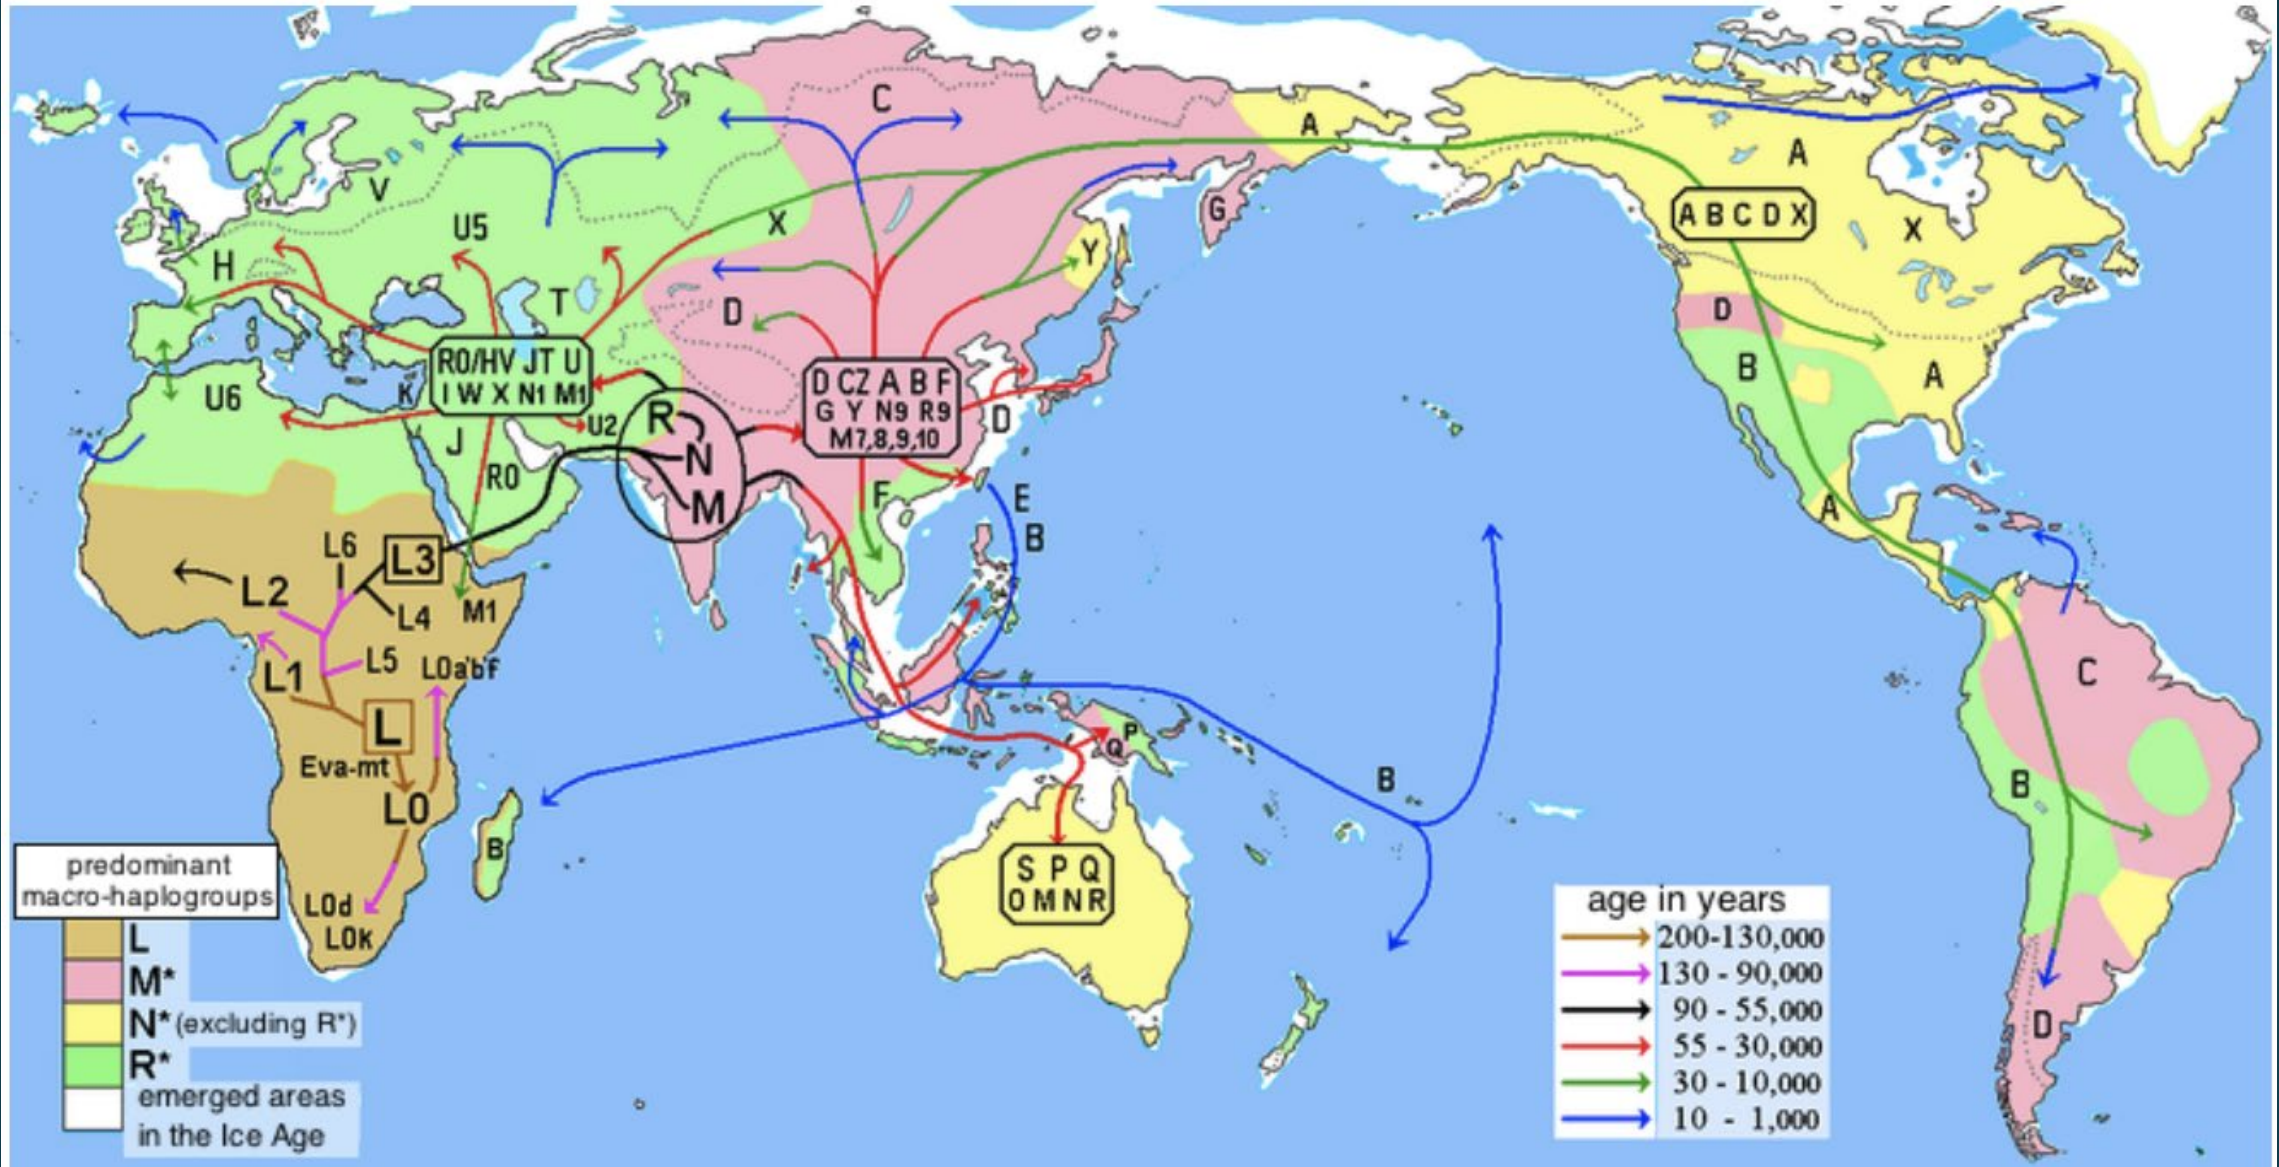 C
A
A
V
G
A B C D X
U5
X
X
Y
H
T
D
D
R0/HV JT U
I W X N1 M1
D CZ A B F
G Y N9 R9
M7,8,9,10
B
A
K
U6
U2
R
D
J
N
R0
M
F
E
B
A
L6
L3
L2
L4
M1
L5
L0a'b'f
L1
C
L
Q
P
Eva-mt
B
B
L0
B
predominant
macro-haplogroups
S P Q
O M N R
L0d
L0k
L
M*
N* (excluding R*)
R*
emerged areas
in the Ice Age
age in years
200-130,000
130 - 90,000
90 - 55,000
55 - 30,000
30 - 10,000
10 - 1,000
D